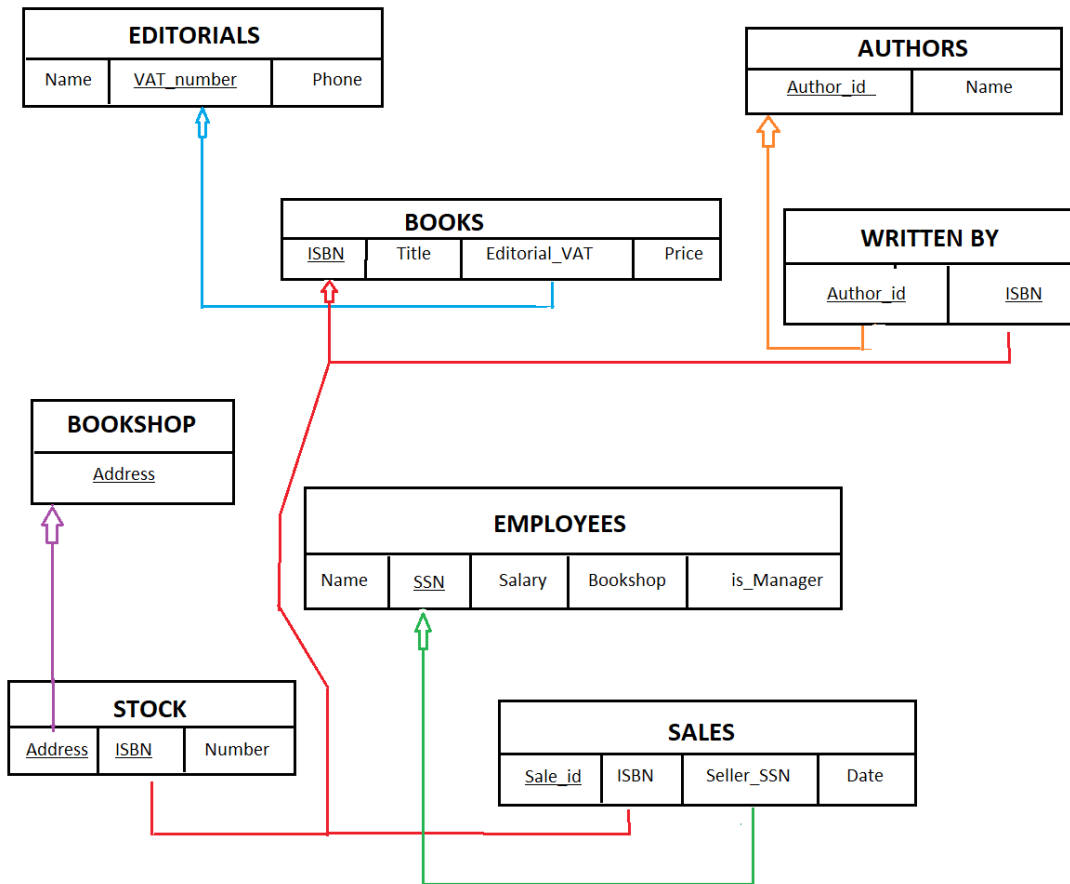 EDITORIALS
Name VAT_number Phone
AUTHORS
Author_id Name
BOOKS
ISBN Title Editorial_VAT Price
WRITTEN BY
Author_id ISBN
BOOKSHOP
Address
EMPLOYEES
Name SSN Salary Bookshop is_Manager
STOCK
Address ISBN Number
SALES
Sale_id ISBN Seller_SSN Date